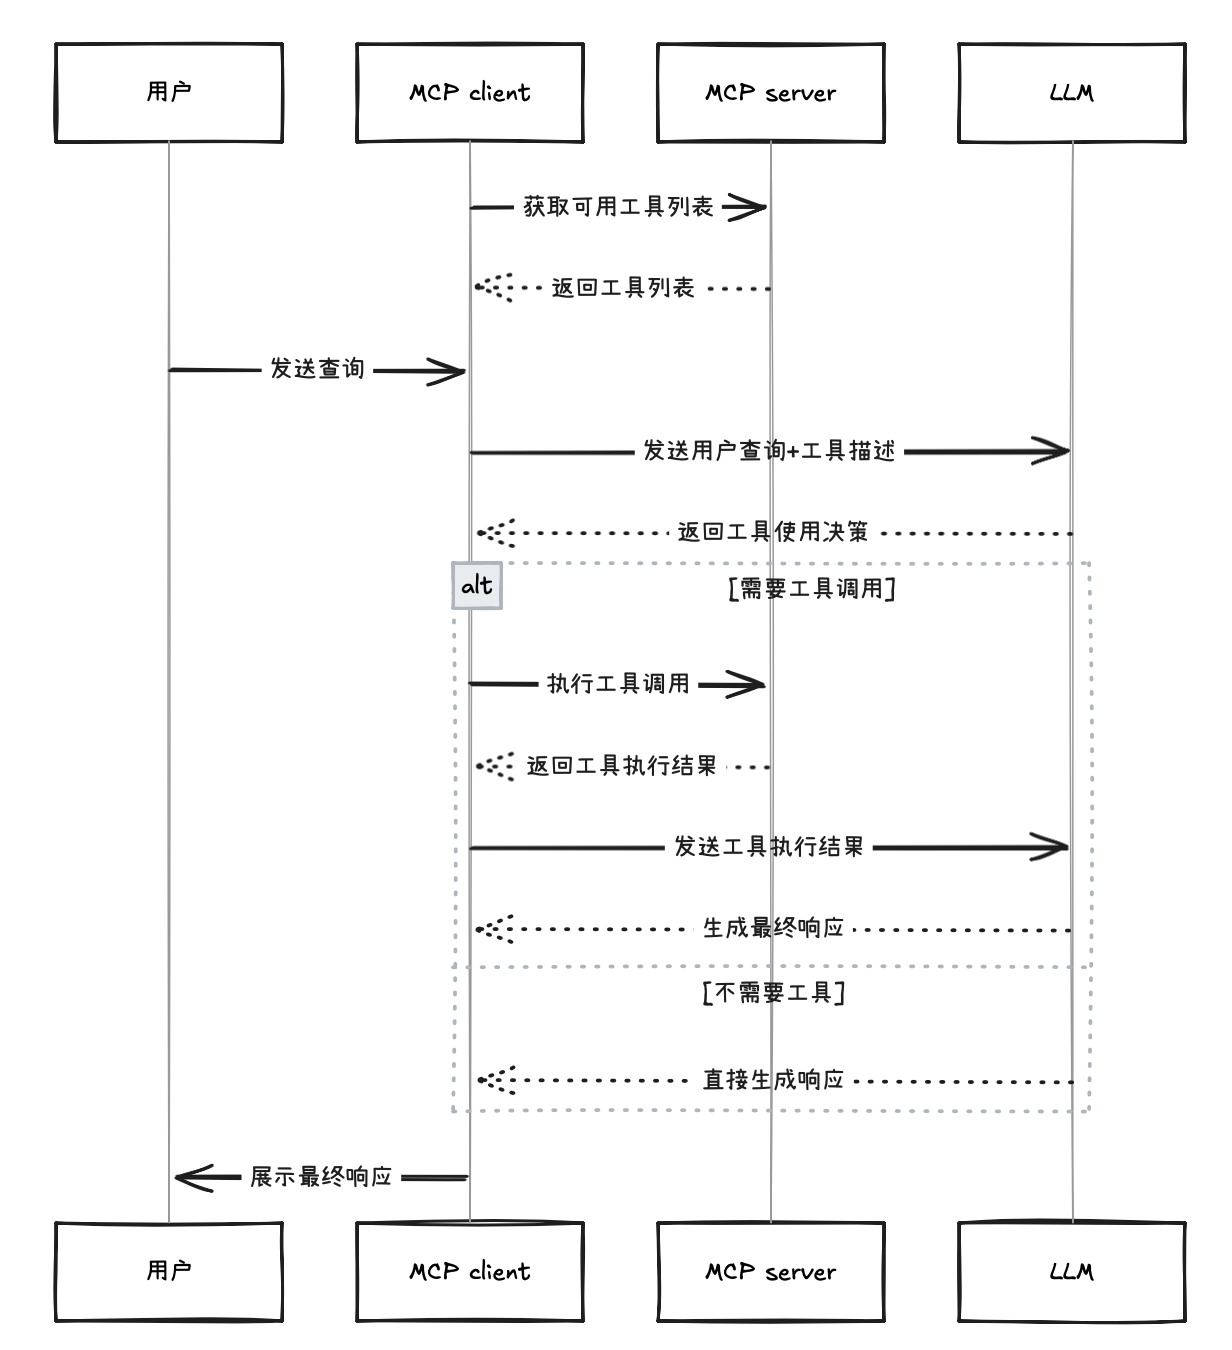 用户
MCP client
MCP server
LLM
获取可用工具列表
返回工具列表
发送查询
发送用户查询+工具描述
返回工具使用决策
alt
[需要工具调用]
执行工具调用
返回工具执行结果
发送工具执行结果
生成最终响应
[不需要工具]
直接生成响应
展示最终响应
用户
MCP client
MCP server
LLM